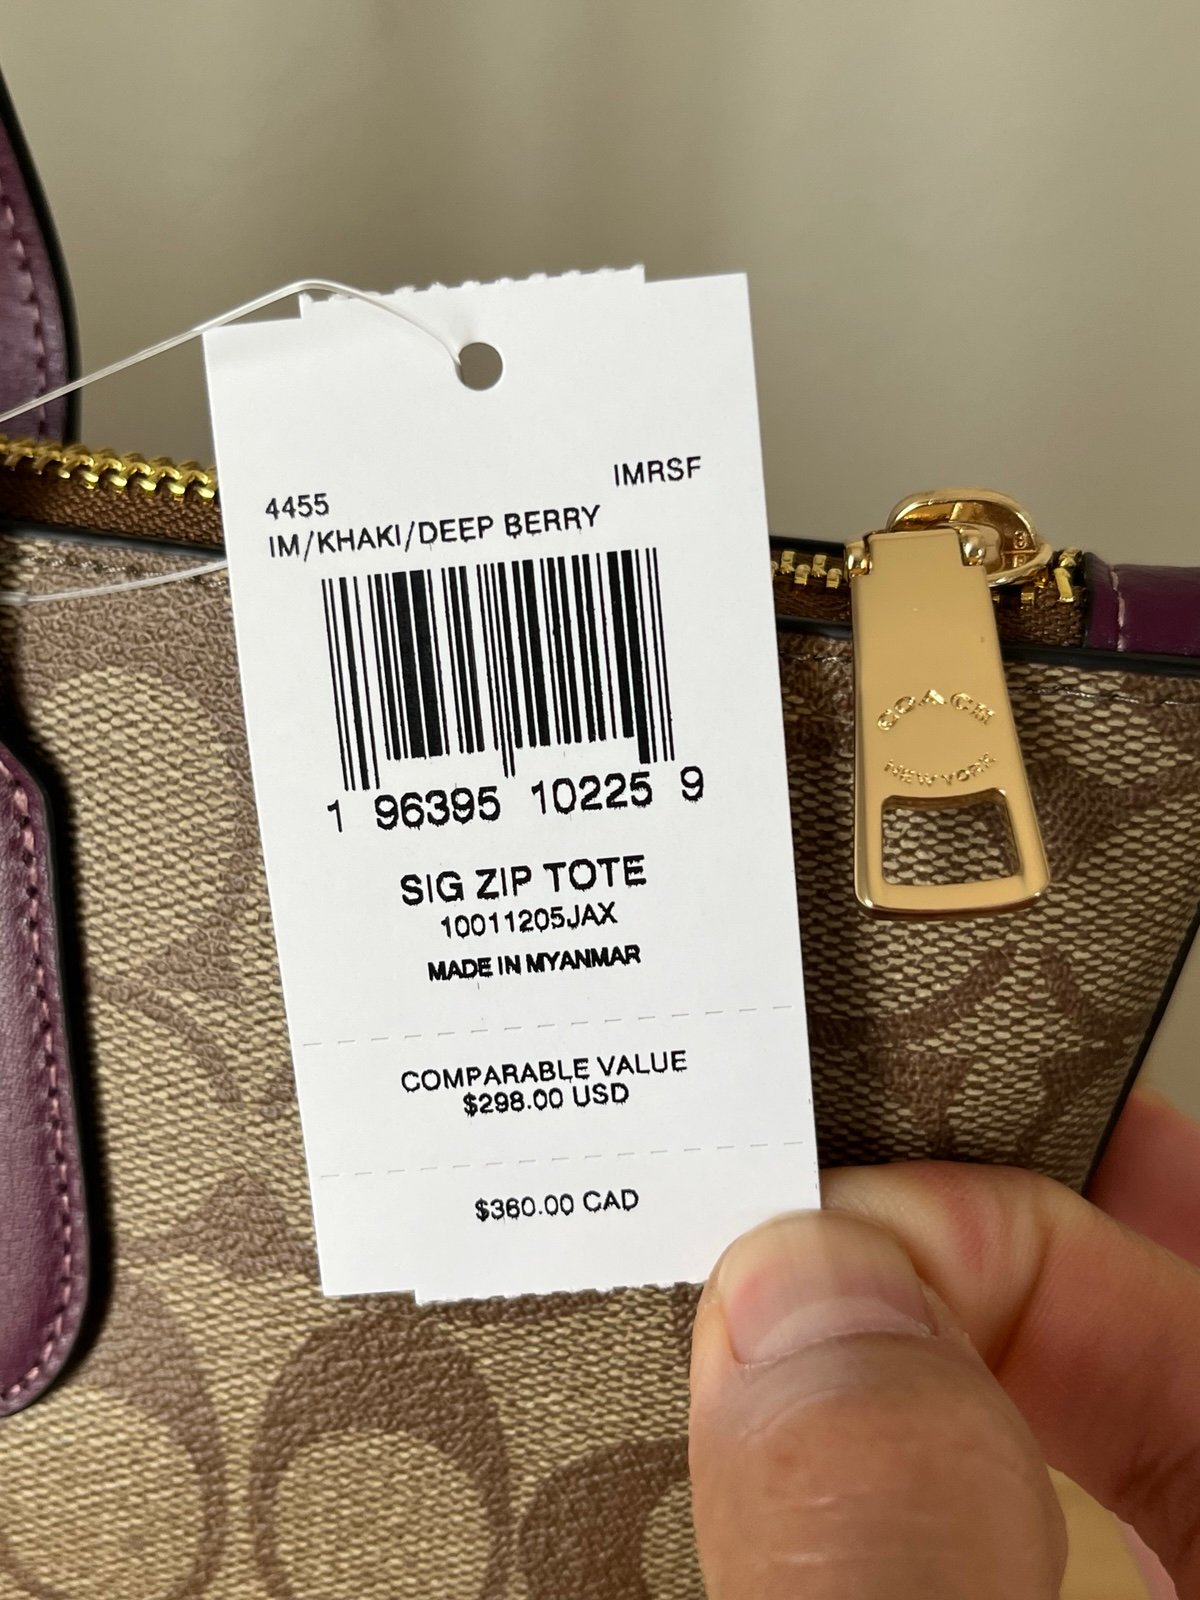 IMRSF
4455
IM/KHAKI/DEEP BERRY
1 96395 10225 9
SIG ZIP TOTE
10011205JAX
MADE IN MYANMAR
COMPARABLE VALUE
$298.00 USD
$360.00 CAD
COACH
NEW YORK